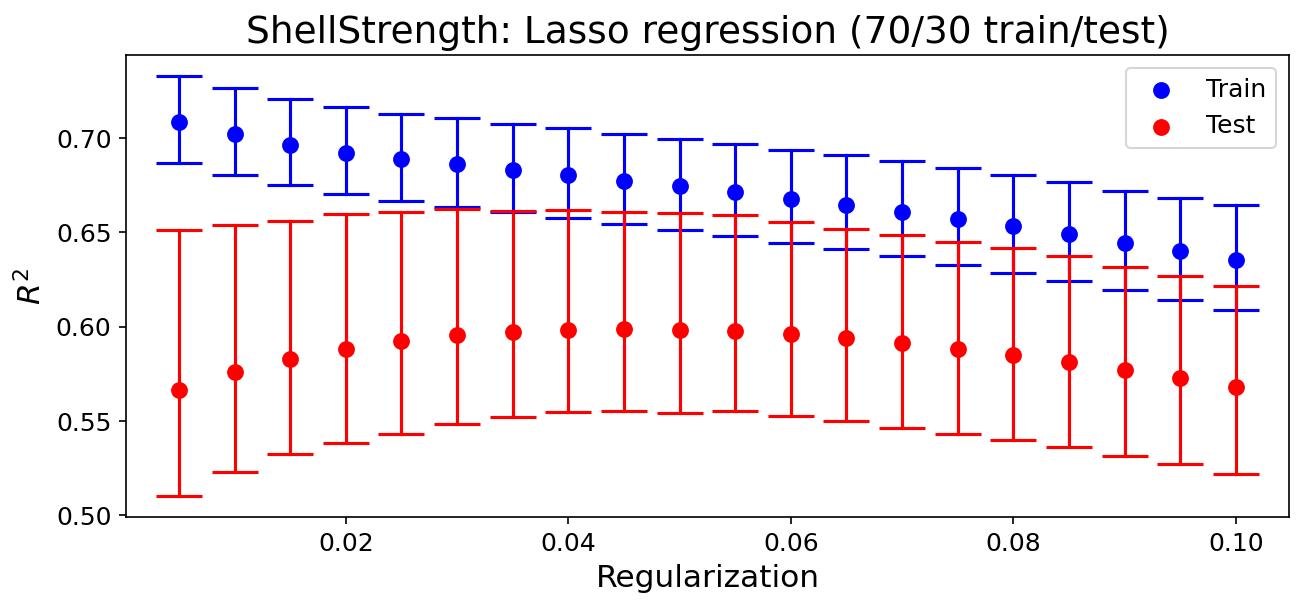 ShellStrength: Lasso regression (70/30 train/test)
Train
Test
0.70
0.65
0.60
0.55
0.50
R²
0.02 0.04 0.06 0.08 0.10
Regularization